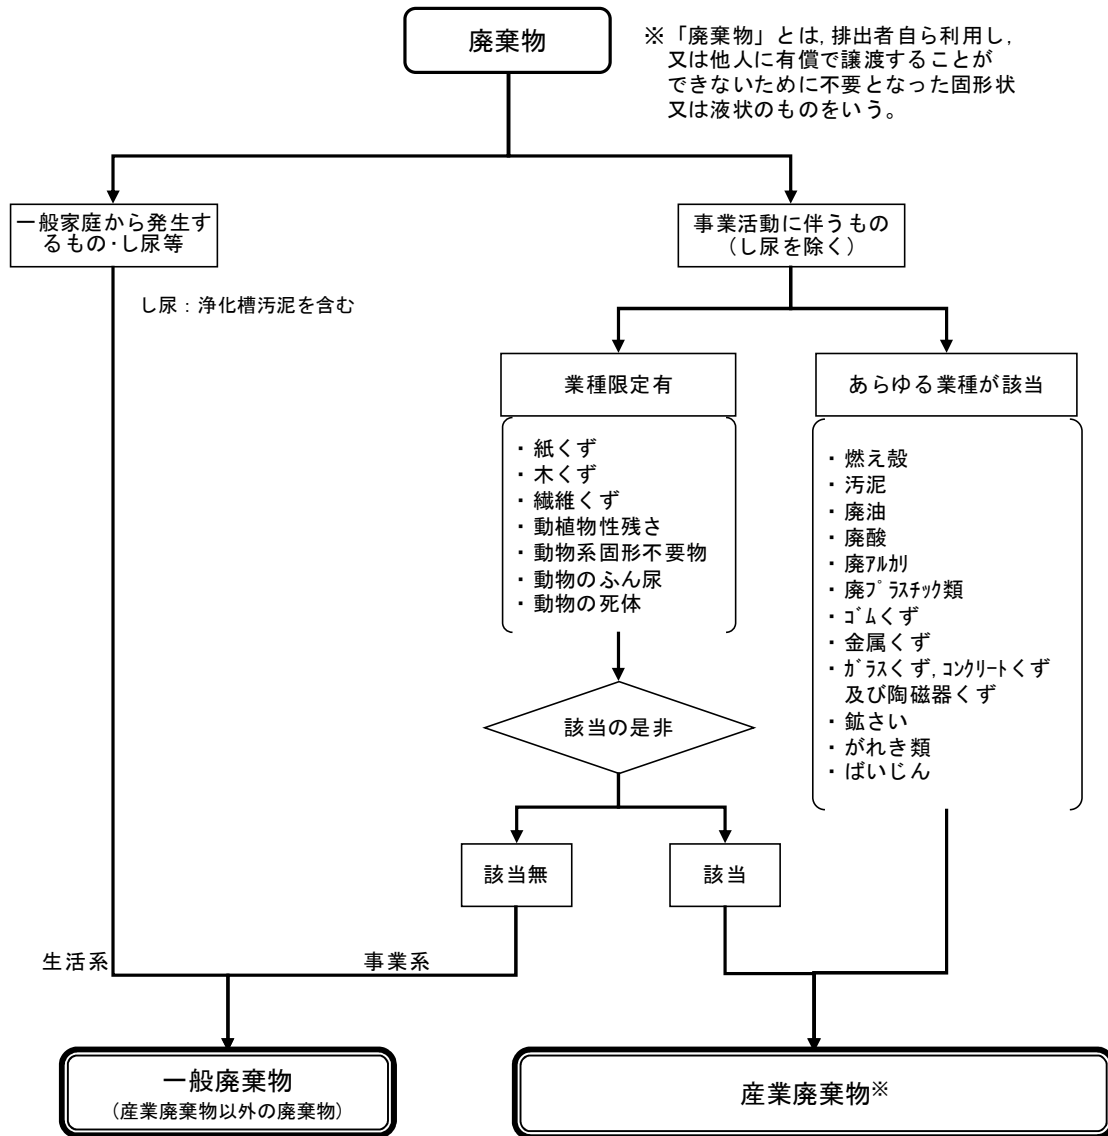 廃棄物
※「廃棄物」とは,排出者自ら利用し,
又は他人に有償で譲渡することが
できないために不要となった固形状
又は液状のものをいう。
一般家庭から発生す
るもの･し尿等
事業活動に伴うもの
(し尿を除く)
し尿：浄化槽汚泥を含む
業種限定有
・紙くず
・木くず
・繊維くず
・動植物性残さ
・動物系固形不要物
・動物のふん尿
・動物の死体
あらゆる業種が該当
・燃え殻
・汚泥
・廃油
・廃酸
・廃ｱﾙｶﾘ
・廃ﾌﾟﾗｽﾁｯｸ類
・ｺﾞﾑくず
・金属くず
・ｶﾞﾗｽくず,ｺﾝｸﾘｰﾄくず
及び陶磁器くず
・鉱さい
・がれき類
・ばいじん
該当の是非
該当無
該当
生活系
事業系
一般廃棄物
(産業廃棄物以外の廃棄物)
産業廃棄物※